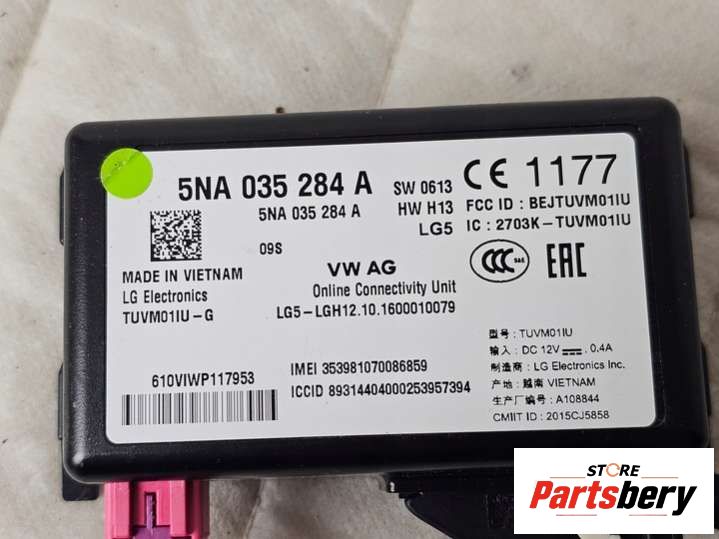 5NA 035 284 A
5NA 035 284 A
09S
SW 0613
HW H13
LG5
CE 1177
FCC ID : BEJTUVM01IU
IC : 2703K-TUVM01IU
MADE IN VIETNAM
LG Electronics
TUVM01IU-G
VW AG
Online Connectivity Unit
LG5-LGH12.10.1600010079
CCC S&E
EAC
610VIWP117953
IMEI 353981070086859
ICCID 89314404000253957394
型号: TUVM01IU
输入: DC 12V 0.4A
制造商: LG Electronics Inc.
产地: 越南 VIETNAM
生产厂编号: A108844
CMIIT ID : 2015CJ5858
STORE
Partsbery